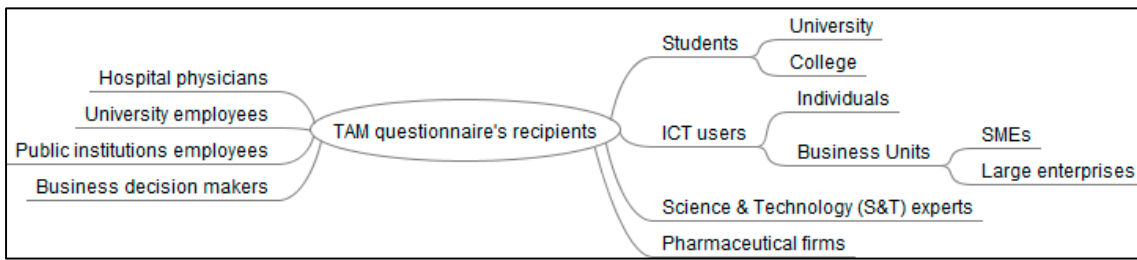 Hospital physicians
University employees
Public institutions employees
Business decision makers
TAM questionnaire's recipients
Students
University
College
ICT users
Individuals
Business Units
SMEs
Large enterprises
Science & Technology (S&T) experts
Pharmaceutical firms